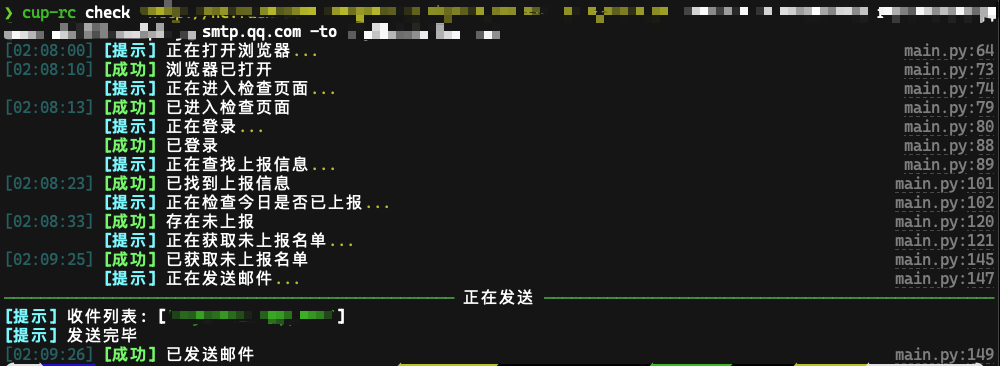 ❯ cup-rc check
smtp.qq.com -to
[02:08:00] [提示] 正在打开浏览器... main.py:64
[02:08:10] [成功] 浏览器已打开 main.py:73
[提示] 正在进入检查页面... main.py:74
[02:08:13] [成功] 已进入检查页面 main.py:79
[提示] 正在登录... main.py:80
[成功] 已登录 main.py:88
[提示] 正在查找上报信息... main.py:89
[02:08:23] [成功] 已找到上报信息 main.py:101
[提示] 正在检查今日是否已上报... main.py:102
[02:08:33] [成功] 存在未上报 main.py:120
[提示] 正在获取未上报名单... main.py:121
[02:09:25] [成功] 已获取未上报名单 main.py:145
[提示] 正在发送邮件... main.py:147
正在发送
[提示] 收件列表: [ ]
[提示] 发送完毕
[02:09:26] [成功] 已发送邮件 main.py:149